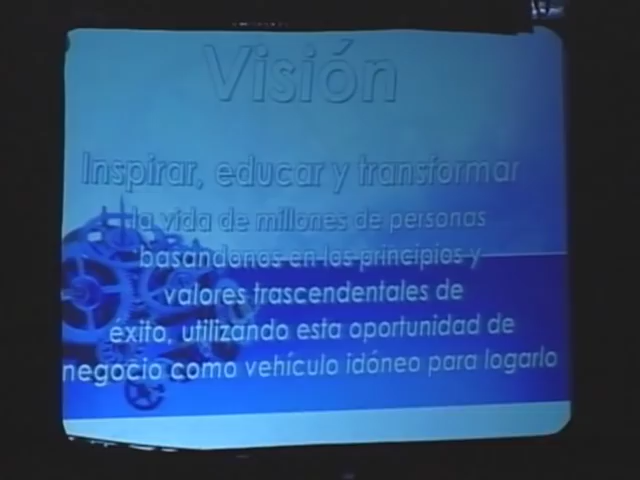 Visión
Inspirar, educar y transformar
la vida de millones de personas
basandonos en los principios y
valores trascendentales de
éxito, utilizando esta oportunidad de
negocio como vehículo idóneo para logarlo